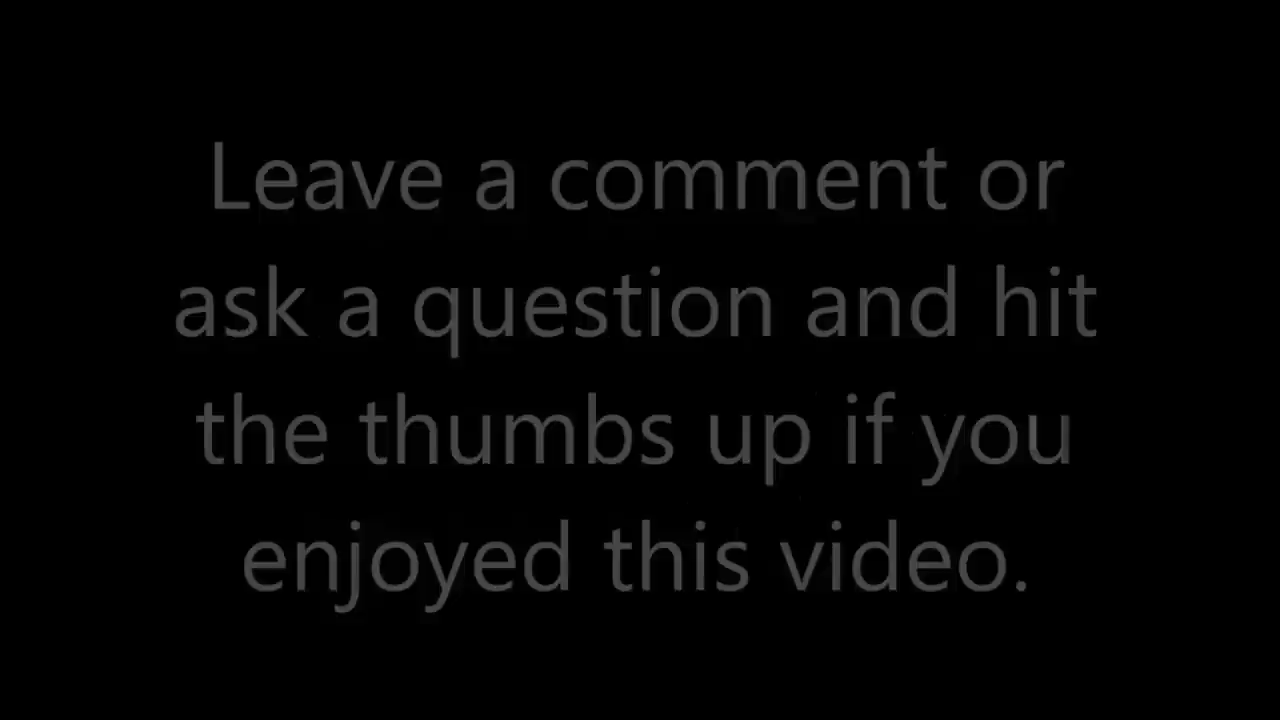 Leave a comment or
ask a question and hit
the thumbs up if you
enjoyed this video.